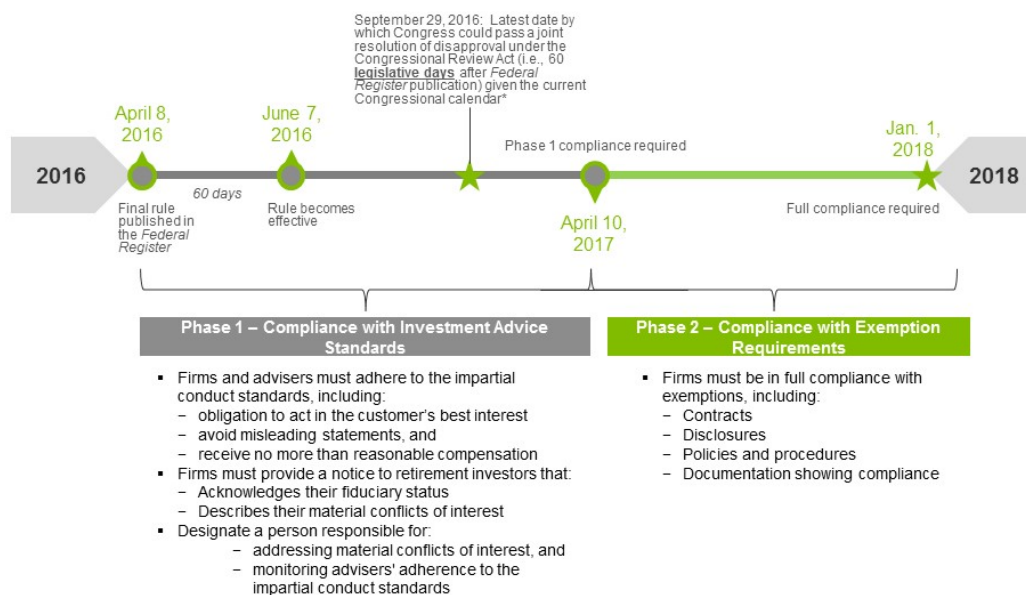 September 29, 2016:  Latest date by
which Congress could pass a joint
resolution of disapproval under the
Congressional Review Act (i.e., 60
legislative days after Federal
Register publication) given the current
Congressional calendar*
April 8,
2016
June 7,
2016
Phase 1 compliance required
Jan. 1,
2018
2016
2018
60 days
Final rule
published in
the Federal
Register
Rule becomes
effective
April 10,
2017
Full compliance required
Phase 1 – Compliance with Investment Advice
Standards
▪ Firms and advisers must adhere to the impartial
conduct standards, including:
− obligation to act in the customer's best interest
− avoid misleading statements, and
− receive no more than reasonable compensation
▪ Firms must provide a notice to retirement investors that:
− Acknowledges their fiduciary status
− Describes their material conflicts of interest
▪ Designate a person responsible for:
− addressing material conflicts of interest, and
− monitoring advisers' adherence to the
impartial conduct standards
Phase 2 – Compliance with Exemption
Requirements
▪ Firms must be in full compliance with
exemptions, including:
− Contracts
− Disclosures
− Policies and procedures
− Documentation showing compliance